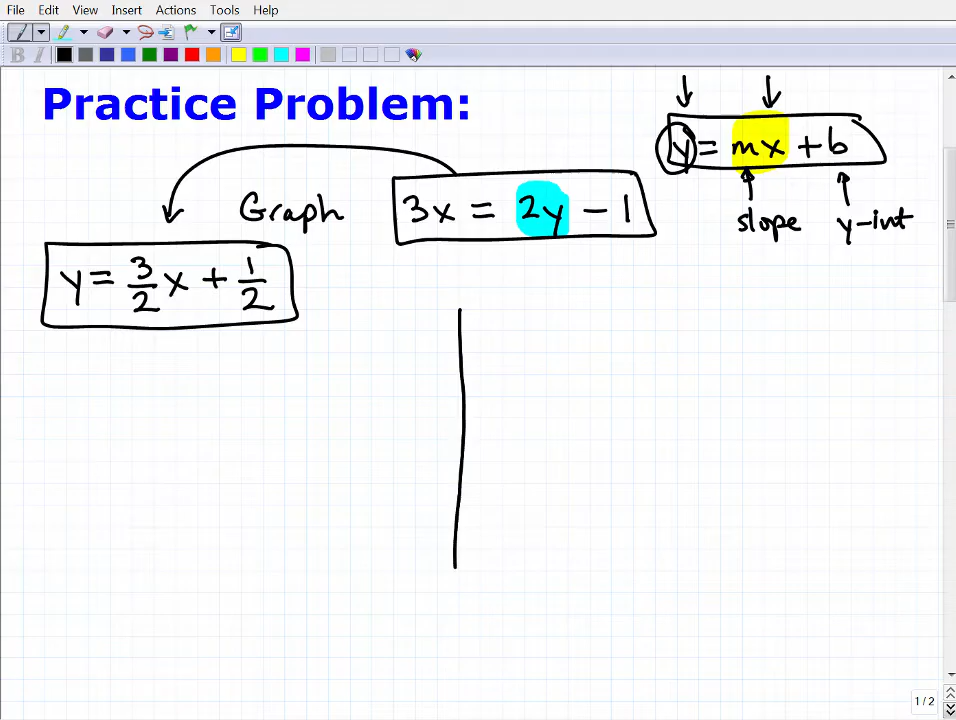 File Edit View Insert Actions Tools Help
B I
Practice Problem:
y = mx + b
slope y-int
Graph 3x = 2y - 1
y = 3/2 x + 1/2
1 / 2